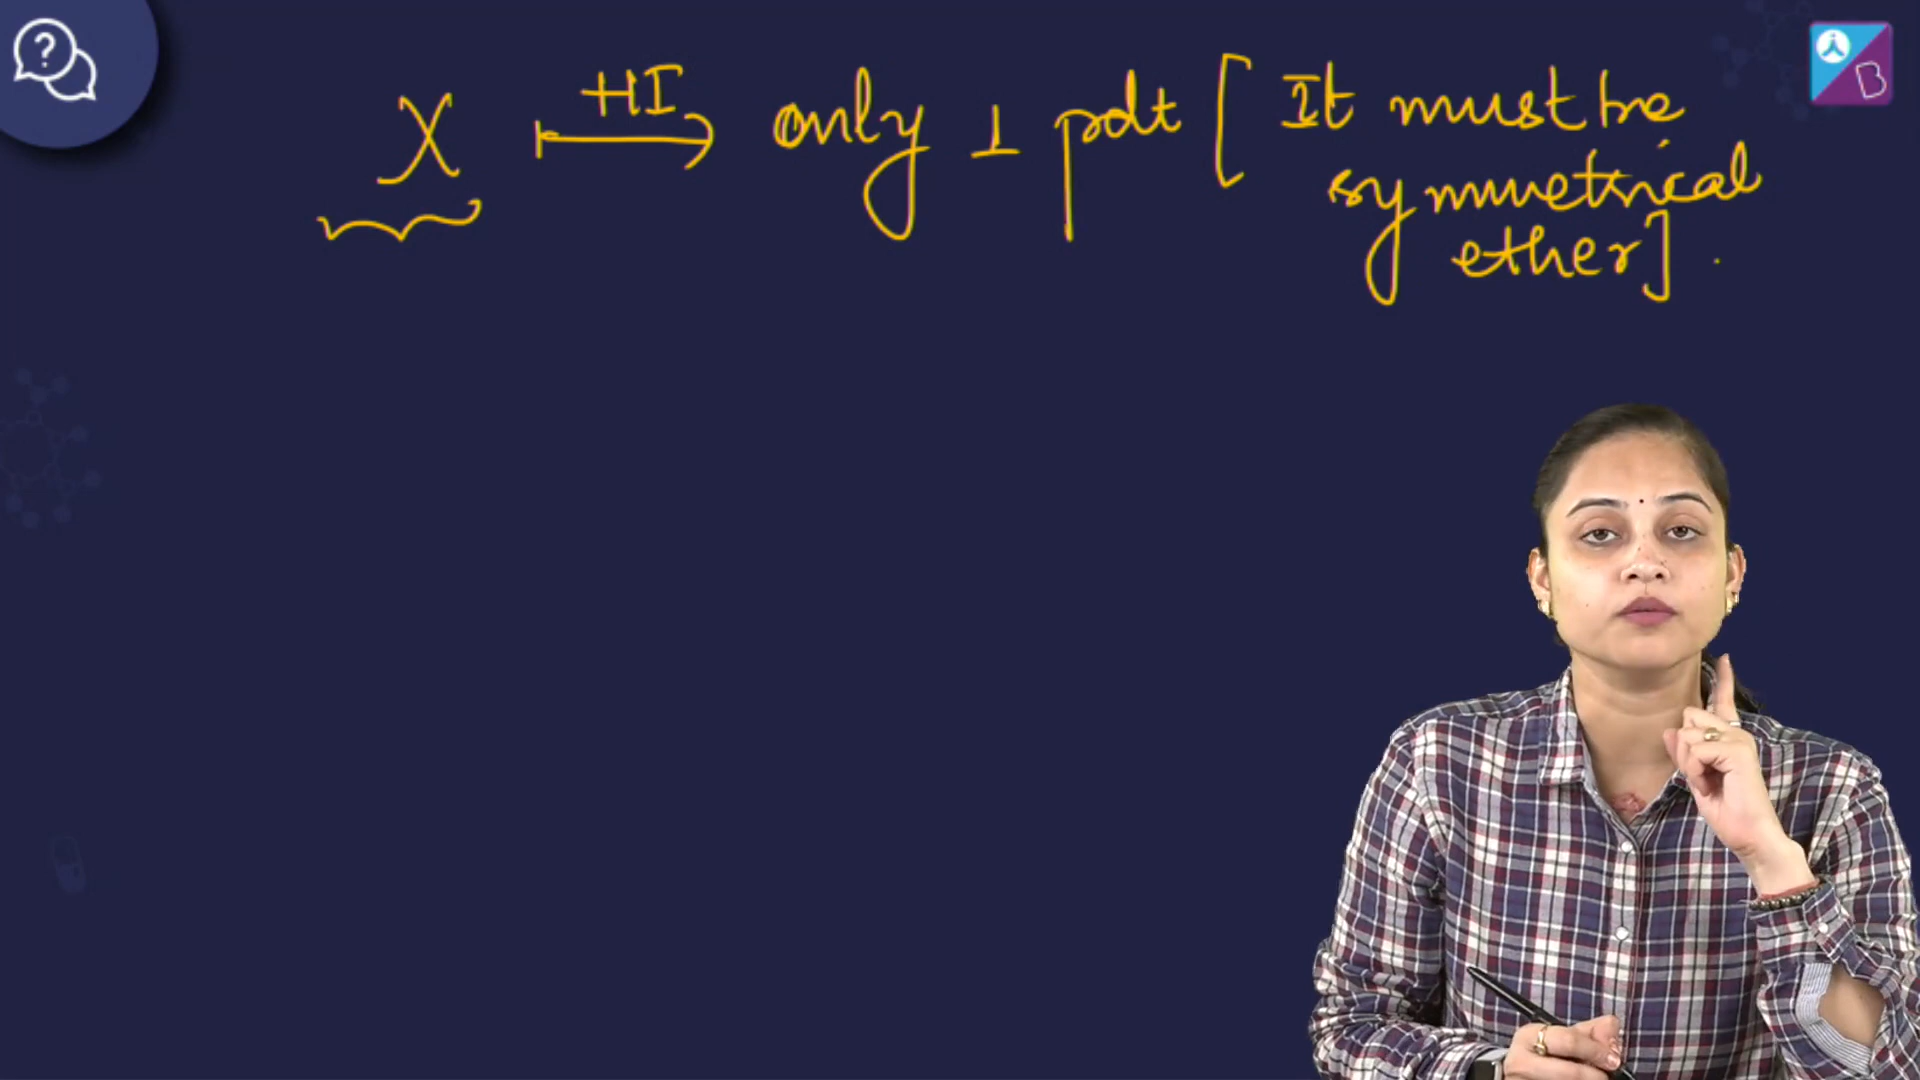 X HI only 1 pdt [ It must be
symmetrical
ether] .
?
B